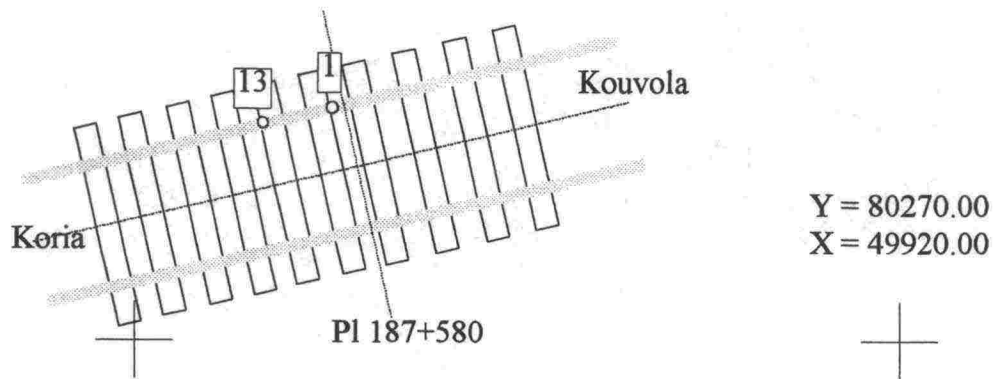 13
1
Kouvola
Koria
Y = 80270.00
X = 49920.00
Pl 187+580